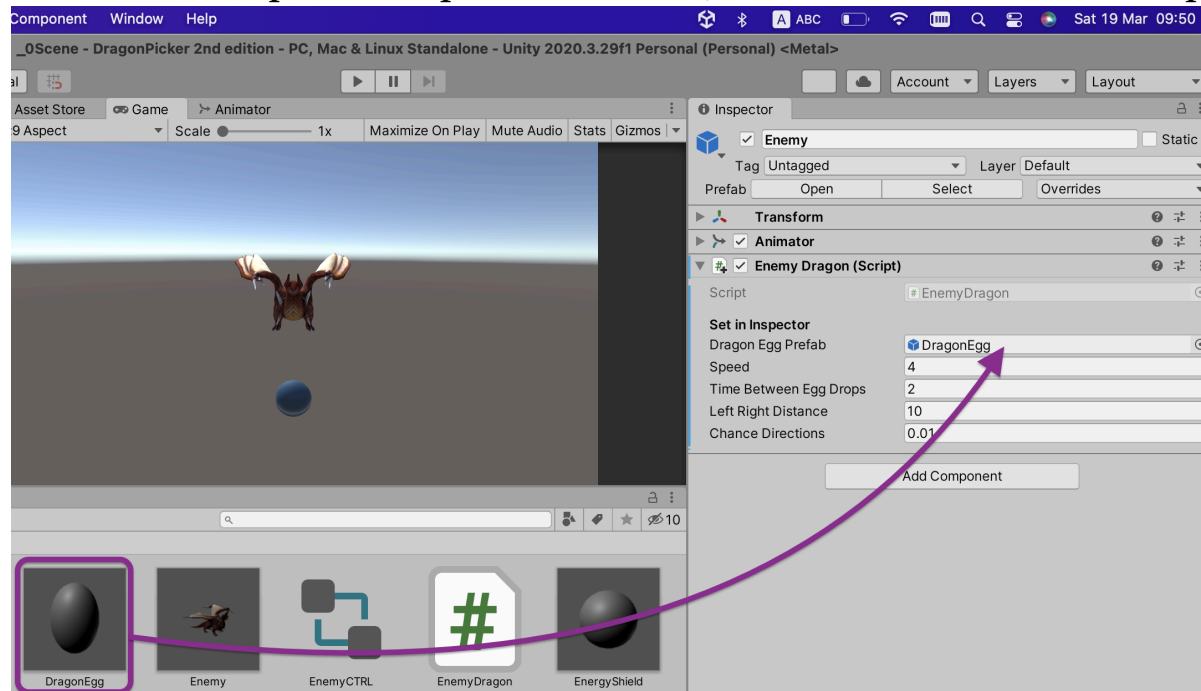 Component Window Help A ABC Sat 19 Mar 09:50
_0Scene - DragonPicker 2nd edition - PC, Mac & Linux Standalone - Unity 2020.3.29f1 Personal (Personal) <Metal>
Account Layers Layout
Asset Store Game Animator
:9 Aspect Scale 1x Maximize On Play Mute Audio Stats Gizmos
Inspector
Enemy Static
Tag Untagged Layer Default
Prefab Open Select Overrides
Transform
Animator
Enemy Dragon (Script)
Script # EnemyDragon
Set in Inspector
Dragon Egg Prefab DragonEgg
Speed 4
Time Between Egg Drops 2
Left Right Distance 10
Chance Directions 0.01
Add Component
10
#
DragonEgg Enemy EnemyCTRL EnemyDragon EnergyShield